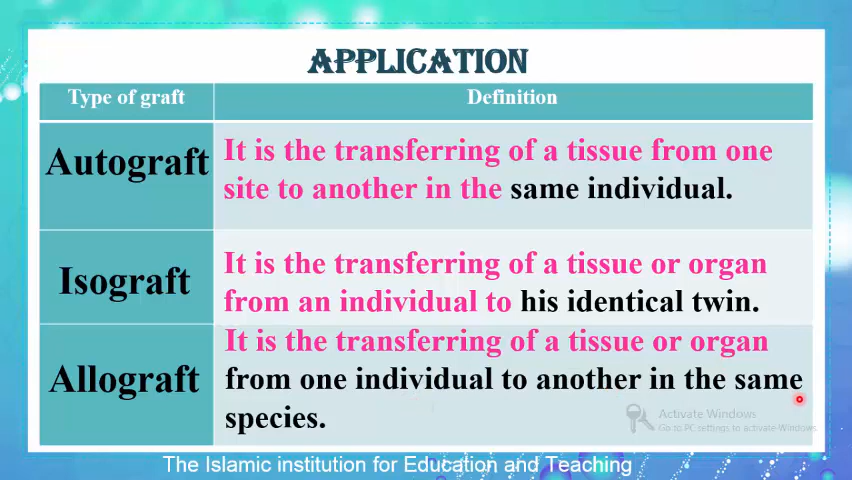 APPLICATION
Type of graft
Definition
Autograft
It is the transferring of a tissue from one
site to another in the same individual.
Isograft
It is the transferring of a tissue or organ
from an individual to his identical twin.
Allograft
It is the transferring of a tissue or organ
from one individual to another in the same
species.
Activate Windows
Go to PC settings to activate Windows.
The Islamic institution for Education and Teaching